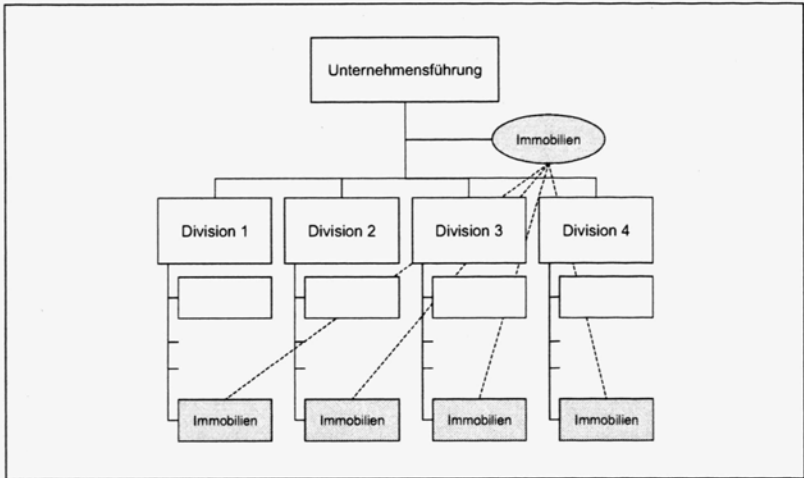 Unternehmensführung
Immobilien
Division 1
Division 2
Division 3
Division 4
Immobilien
Immobilien
Immobilien
Immobilien